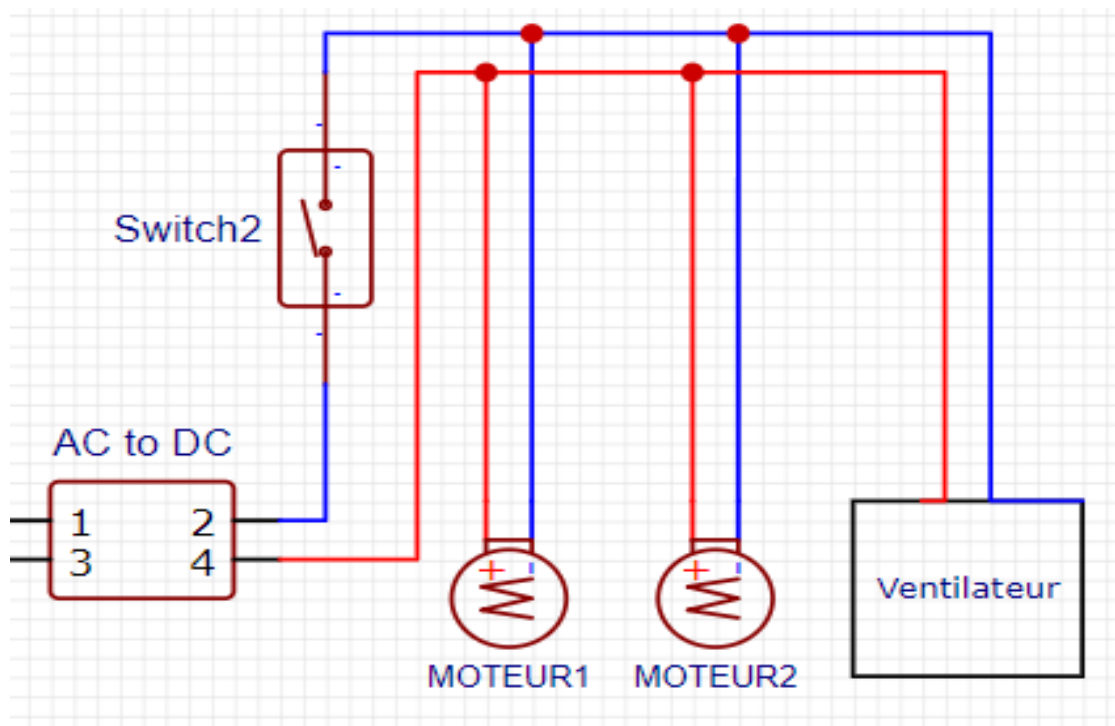 Switch2
AC to DC
1 2
3 4
+ -
+ -
MOTEUR1
MOTEUR2
Ventilateur